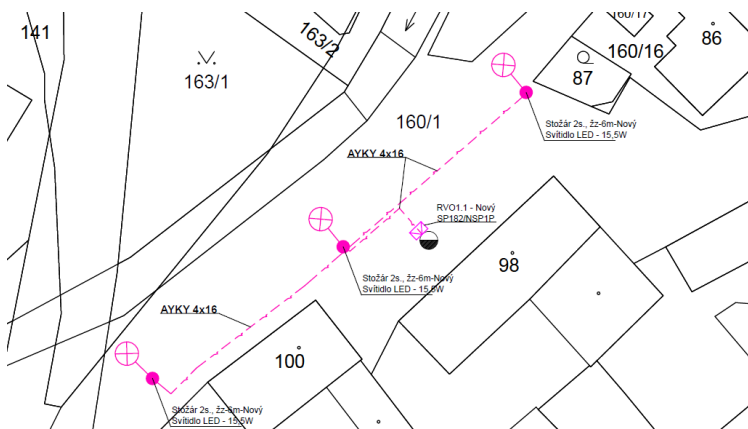 141
163/1
163/2
160/17
160/16
86
87
160/1
Stožár 2s., žz-6m-Nový
Svítidlo LED - 15,5W
AYKY 4x16
RVO1.1 - Nový
SP182/NSP1P
98
Stožár 2s., žz-6m-Nový
Svítidlo LED - 15,5W
AYKY 4x16
100
Stožár 2s., žz-6m-Nový
Svítidlo LED - 15,5W